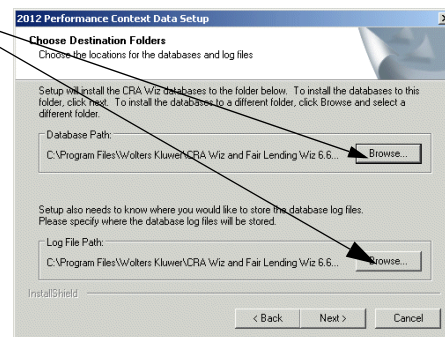 2012 Performance Context Data Setup
Choose Destination Folders
Choose the locations for the databases and log files
Setup will install the CRA Wiz databases to the folder below. To install the databases to this
folder, click next. To install the databases to a different folder, click Browse and select a
different folder.
Database Path:
C:\Program Files\Wolters Kluwer\CRA Wiz and Fair Lending Wiz 6.6...
Browse...
Setup also needs to know where you would like to store the database log files.
Please specify where the database log files will be stored.
Log File Path:
C:\Program Files\Wolters Kluwer\CRA Wiz and Fair Lending Wiz 6.6...
Browse...
InstallShield
< Back Next > Cancel